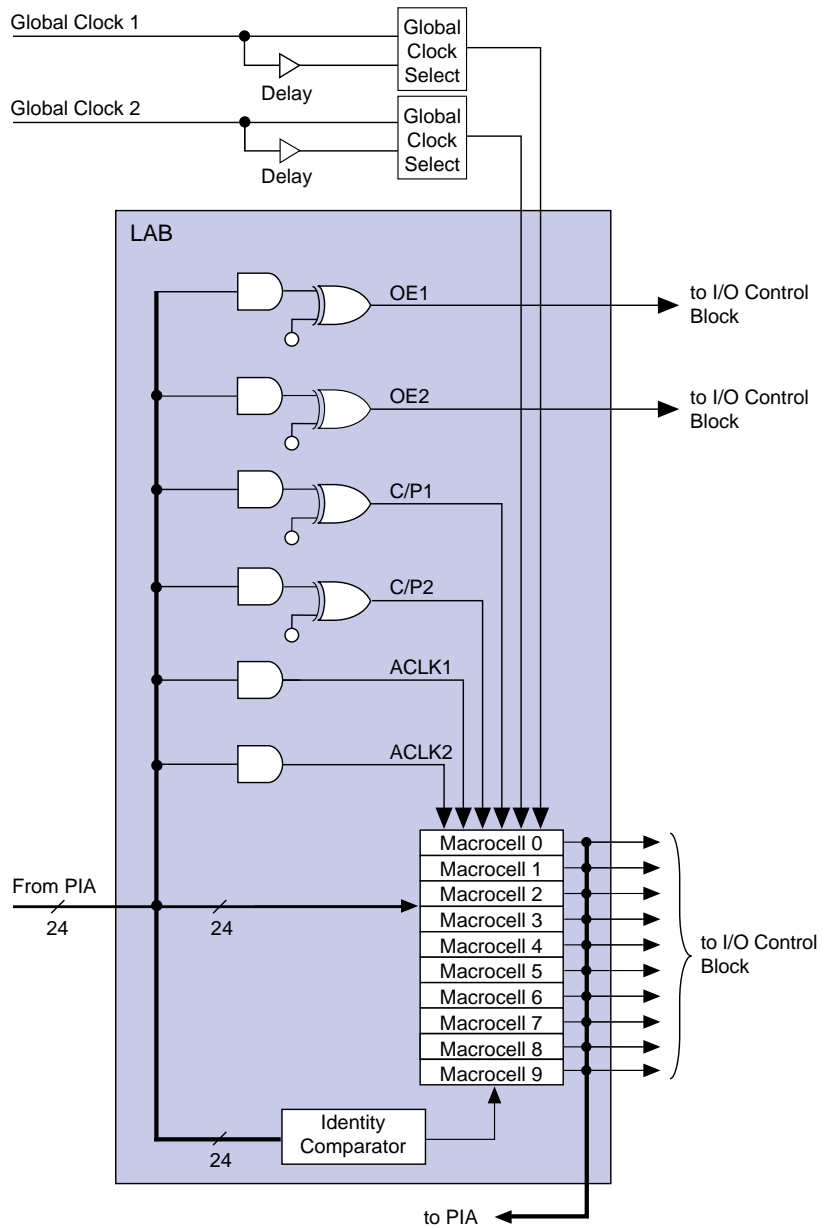 Global Clock 1
Global
Clock
Select
Delay
Global Clock 2
Global
Clock
Select
Delay
LAB
OE1
to I/O Control
Block
OE2
to I/O Control
Block
C/P1
C/P2
ACLK1
ACLK2
Macrocell 0
Macrocell 1
Macrocell 2
Macrocell 3
Macrocell 4
Macrocell 5
Macrocell 6
Macrocell 7
Macrocell 8
Macrocell 9
From PIA
24
24
to I/O Control
Block
Identity
Comparator
24
to PIA